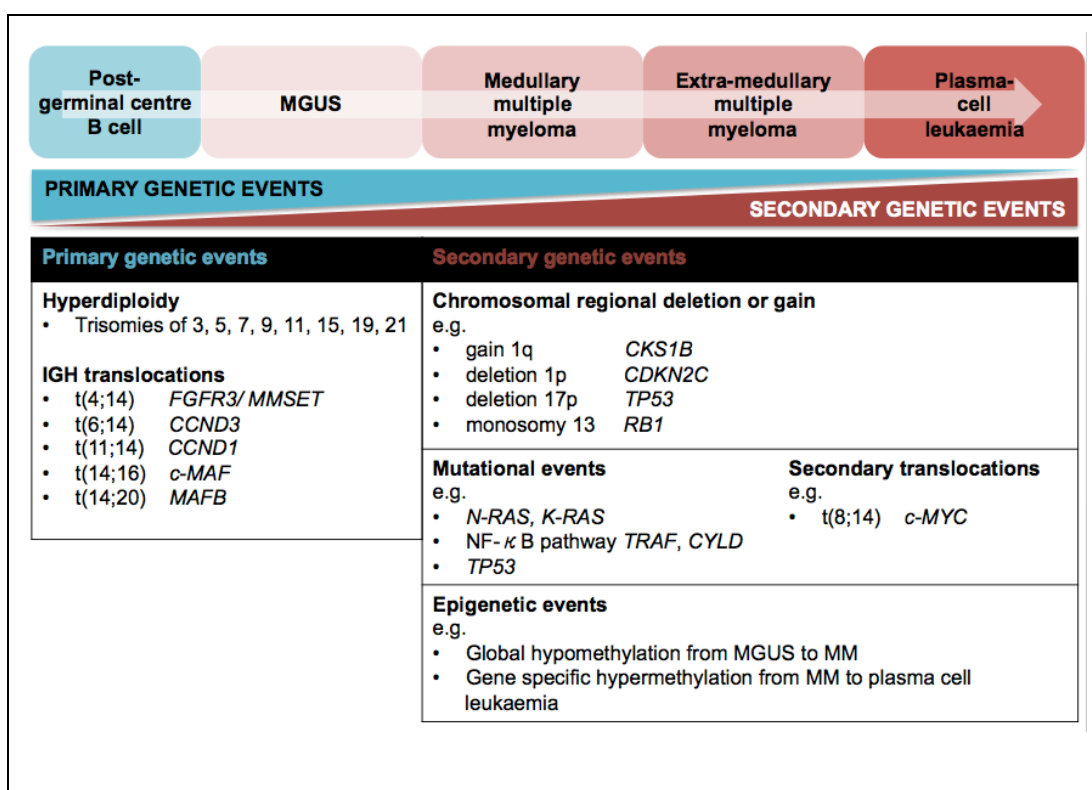 Post-
germinal centre
B cell
MGUS
Medullary
multiple
myeloma
Extra-medullary
multiple
myeloma
Plasma-
cell
leukaemia
PRIMARY GENETIC EVENTS
SECONDARY GENETIC EVENTS
Primary genetic events
Hyperdiploidy
• Trisomies of 3, 5, 7, 9, 11, 15, 19, 21
IGH translocations
• t(4;14) FGFR3/ MMSET
• t(6;14) CCND3
• t(11;14) CCND1
• t(14;16) c-MAF
• t(14;20) MAFB
Secondary genetic events
Chromosomal regional deletion or gain
e.g.
• gain 1q CKS1B
• deletion 1p CDKN2C
• deletion 17p TP53
• monosomy 13 RB1
Mutational events
e.g.
• N-RAS, K-RAS
• NF-κB pathway TRAF, CYLD
• TP53
Secondary translocations
e.g.
• t(8;14) c-MYC
Epigenetic events
e.g.
• Global hypomethylation from MGUS to MM
• Gene specific hypermethylation from MM to plasma cell
leukaemia